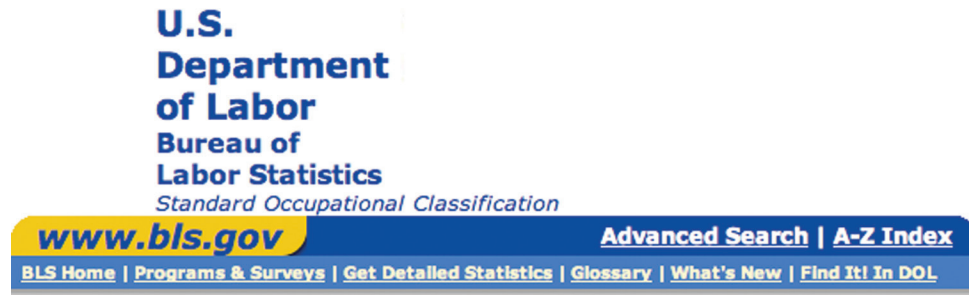 U.S.
Department
of Labor
Bureau of
Labor Statistics
Standard Occupational Classification
www.bls.gov Advanced Search | A-Z Index
BLS Home | Programs & Surveys | Get Detailed Statistics | Glossary | What's New | Find It! In DOL